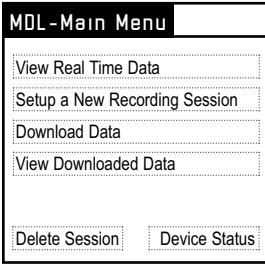 MDL-Main Menu
View Real Time Data
Setup a New Recording Session
Download Data
View Downloaded Data
Delete Session Device Status